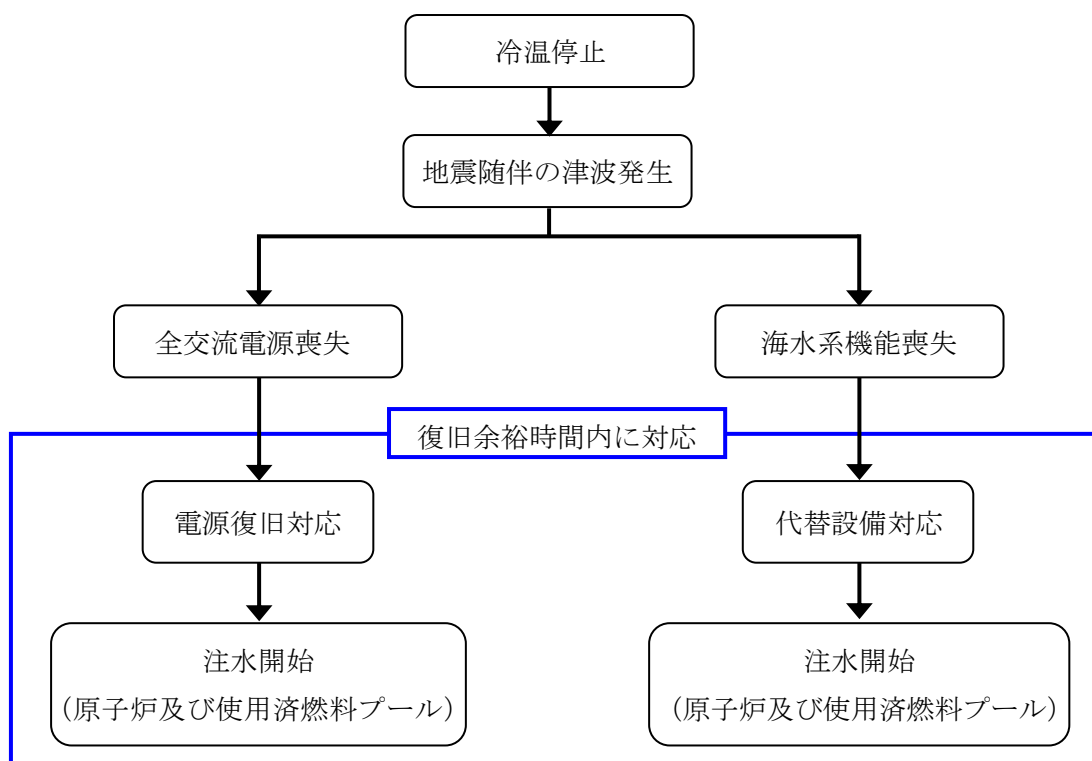 冷温停止
地震随伴の津波発生
全交流電源喪失
海水系機能喪失
復旧余裕時間内に対応
電源復旧対応
代替設備対応
注水開始
(原子炉及び使用済燃料プール)
注水開始
(原子炉及び使用済燃料プール)